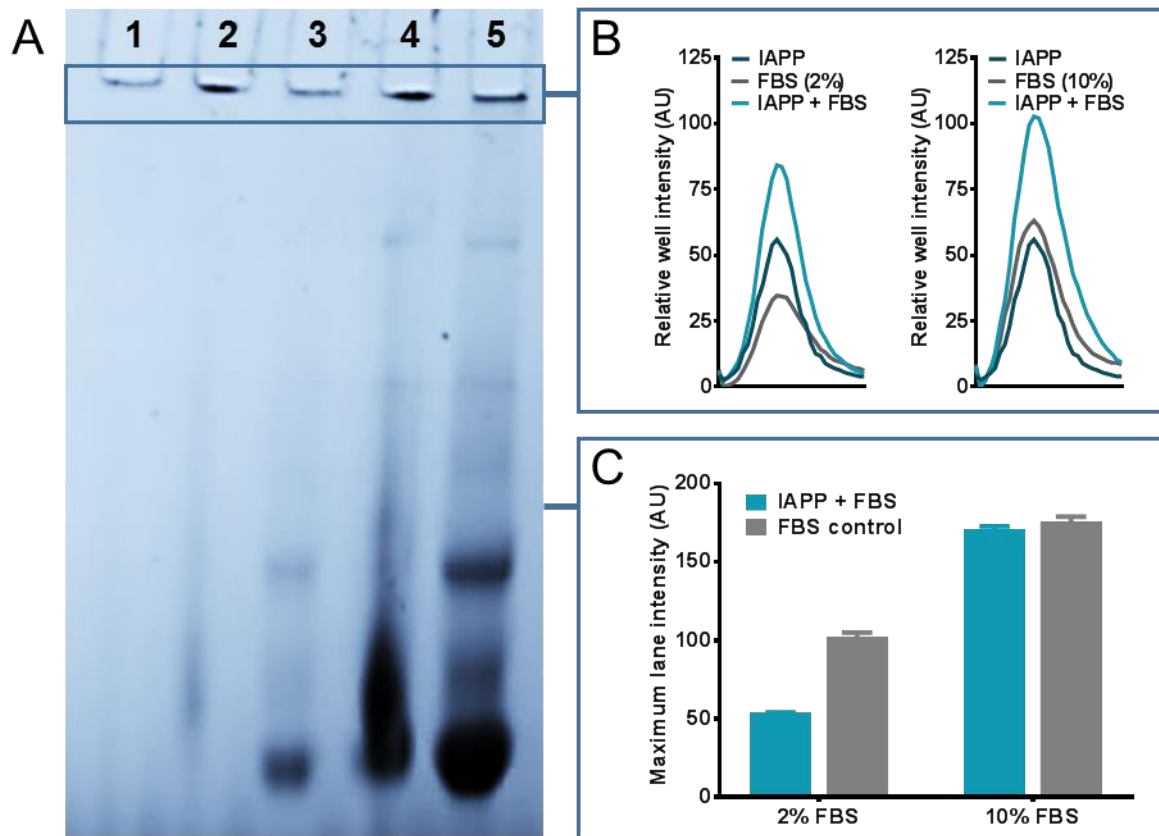 A
1 2 3 4 5
B
125
100
75
50
25
0
Relative well intensity (AU)
IAPP
FBS (2%)
IAPP + FBS
125
100
75
50
25
0
Relative well intensity (AU)
IAPP
FBS (10%)
IAPP + FBS
C
200
150
100
50
0
Maximum lane intensity (AU)
IAPP + FBS
FBS control
2% FBS
10% FBS